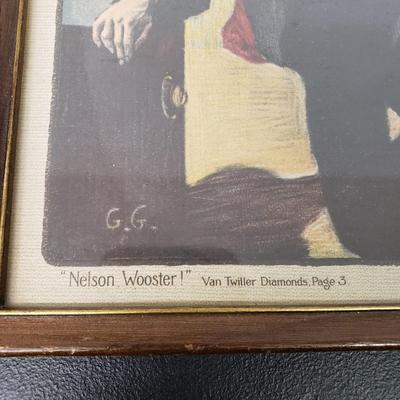 G.G.
"Nelson Wooster!" Van Twiller Diamonds, Page 3.